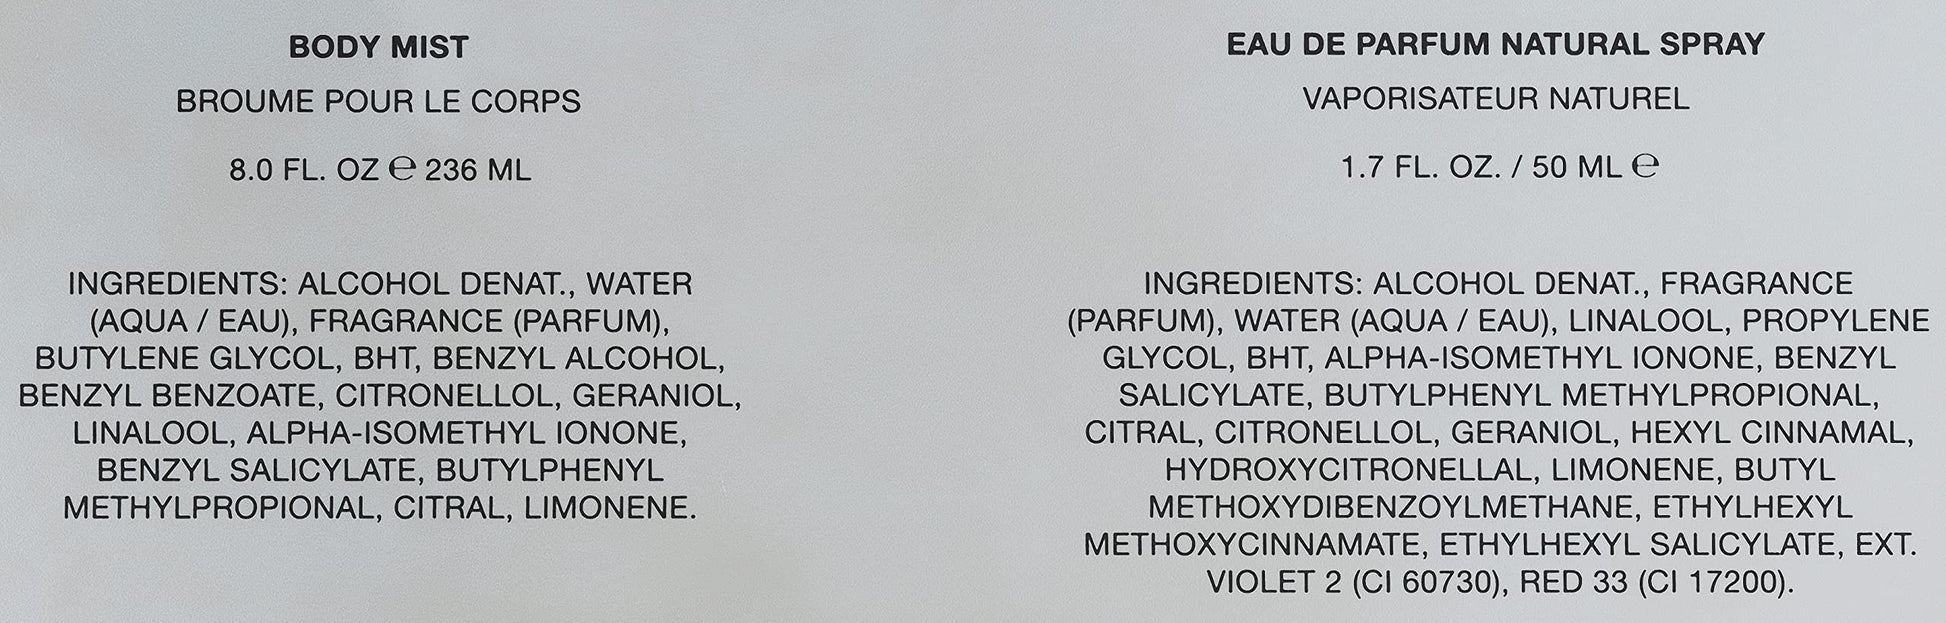 BODY MIST
BROUME POUR LE CORPS
8.0 FL. OZ ℮ 236 ML
INGREDIENTS: ALCOHOL DENAT., WATER
(AQUA / EAU), FRAGRANCE (PARFUM),
BUTYLENE GLYCOL, BHT, BENZYL ALCOHOL,
BENZYL BENZOATE, CITRONELLOL, GERANIOL,
LINALOOL, ALPHA-ISOMETHYL IONONE,
BENZYL SALICYLATE, BUTYLPHENYL
METHYLPROPIONAL, CITRAL, LIMONENE.
EAU DE PARFUM NATURAL SPRAY
VAPORISATEUR NATUREL
1.7 FL. OZ. / 50 ML ℮
INGREDIENTS: ALCOHOL DENAT., FRAGRANCE
(PARFUM), WATER (AQUA / EAU), LINALOOL, PROPYLENE
GLYCOL, BHT, ALPHA-ISOMETHYL IONONE, BENZYL
SALICYLATE, BUTYLPHENYL METHYLPROPIONAL,
CITRAL, CITRONELLOL, GERANIOL, HEXYL CINNAMAL,
HYDROXYCITRONELLAL, LIMONENE, BUTYL
METHOXYDIBENZOYLMETHANE, ETHYLHEXYL
METHOXYCINNAMATE, ETHYLHEXYL SALICYLATE, EXT.
VIOLET 2 (CI 60730), RED 33 (CI 17200).